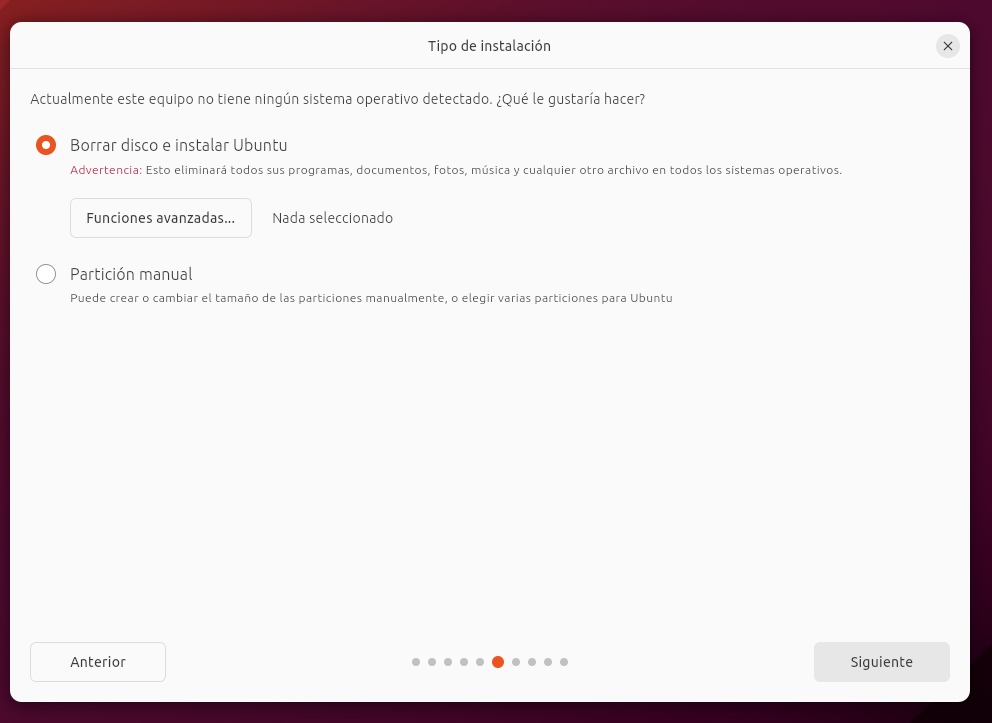 Tipo de instalación
Actualmente este equipo no tiene ningún sistema operativo detectado. ¿Qué le gustaría hacer?
Borrar disco e instalar Ubuntu
Advertencia: Esto eliminará todos sus programas, documentos, fotos, música y cualquier otro archivo en todos los sistemas operativos.
Funciones avanzadas... Nada seleccionado
Partición manual
Puede crear o cambiar el tamaño de las particiones manualmente, o elegir varias particiones para Ubuntu
Anterior Siguiente